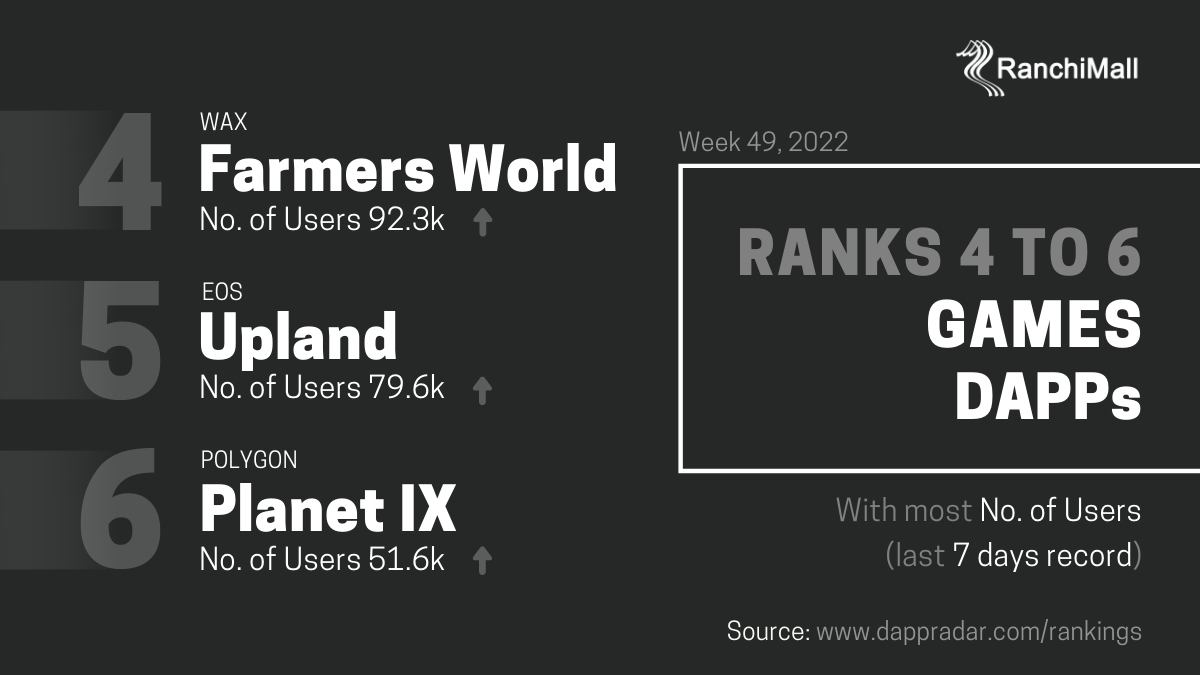 RanchiMall
4
WAX
Farmers World
No. of Users 92.3k
5
EOS
Upland
No. of Users 79.6k
6
POLYGON
Planet IX
No. of Users 51.6k
Week 49, 2022
RANKS 4 TO 6
GAMES
DAPPs
With most No. of Users
(last 7 days record)
Source: www.dappradar.com/rankings